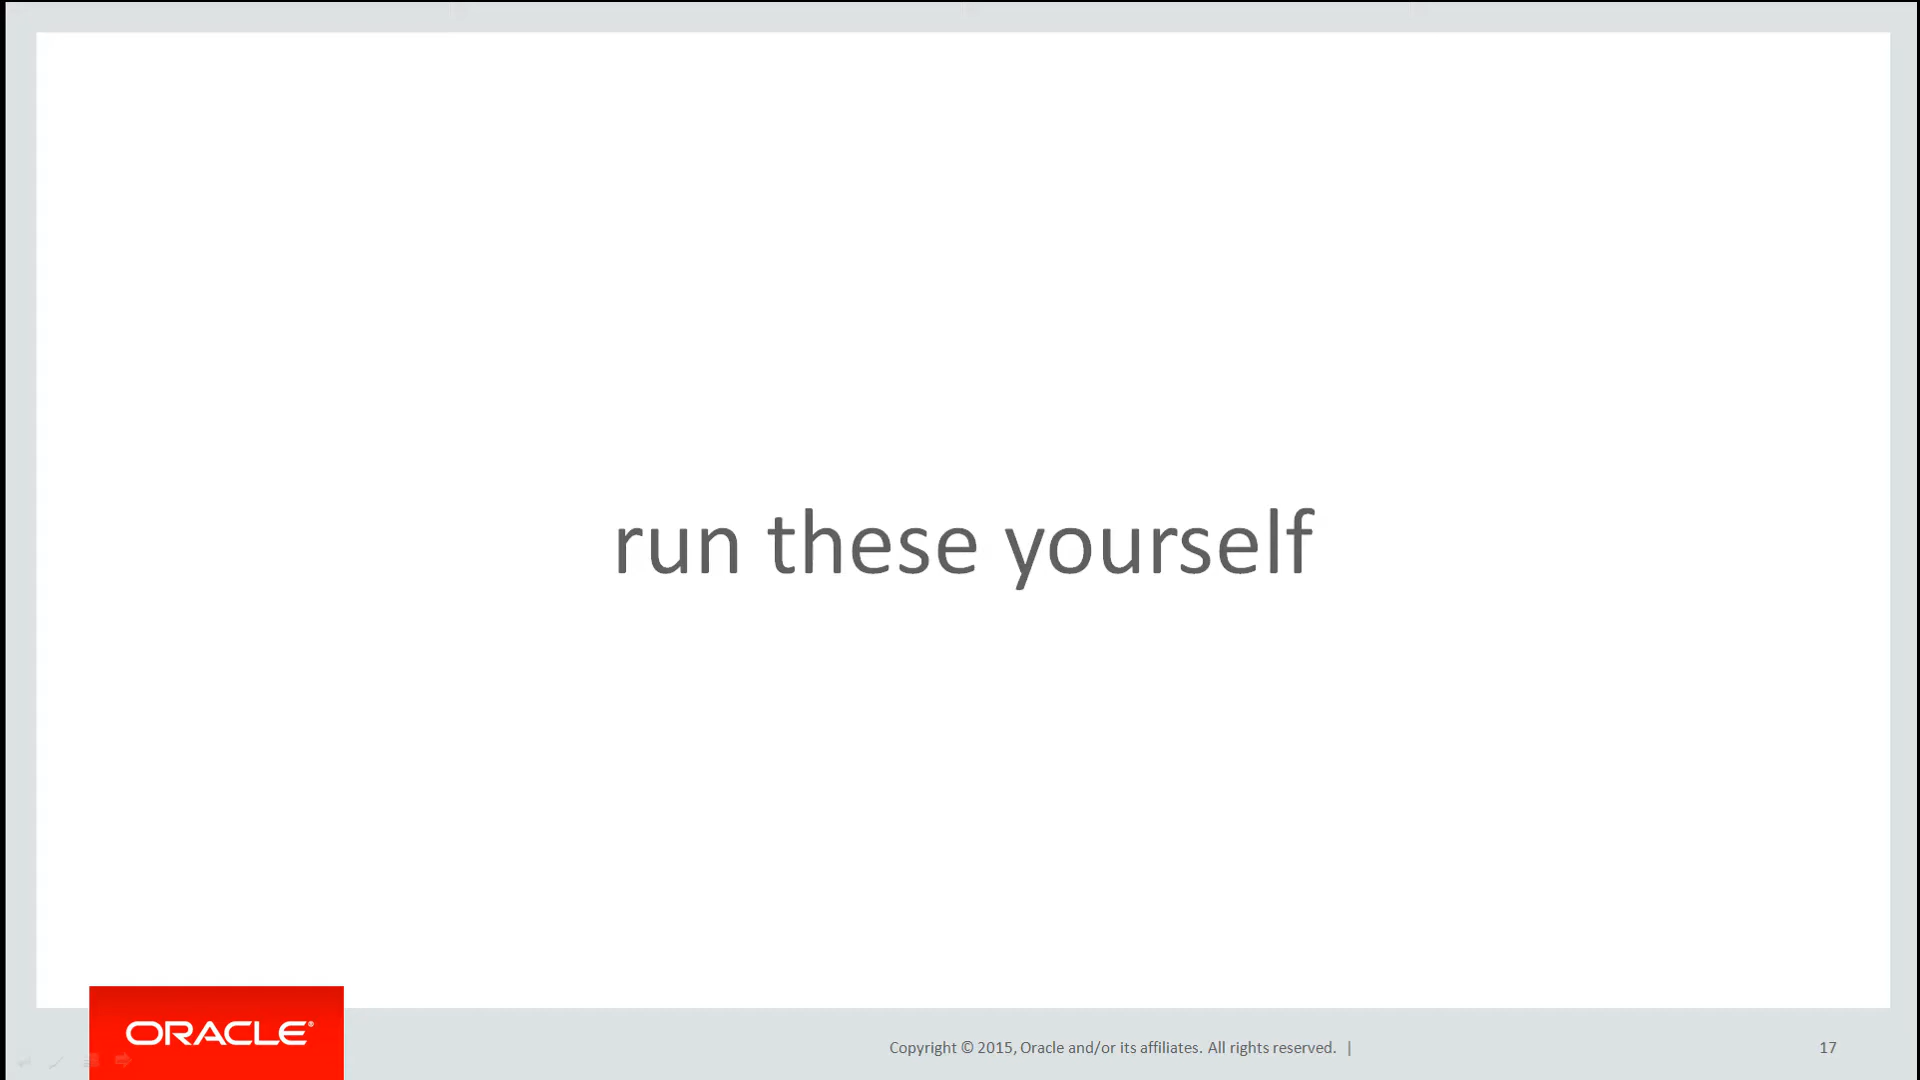 run these yourself
ORACLE®
Copyright © 2015, Oracle and/or its affiliates. All rights reserved. |
17